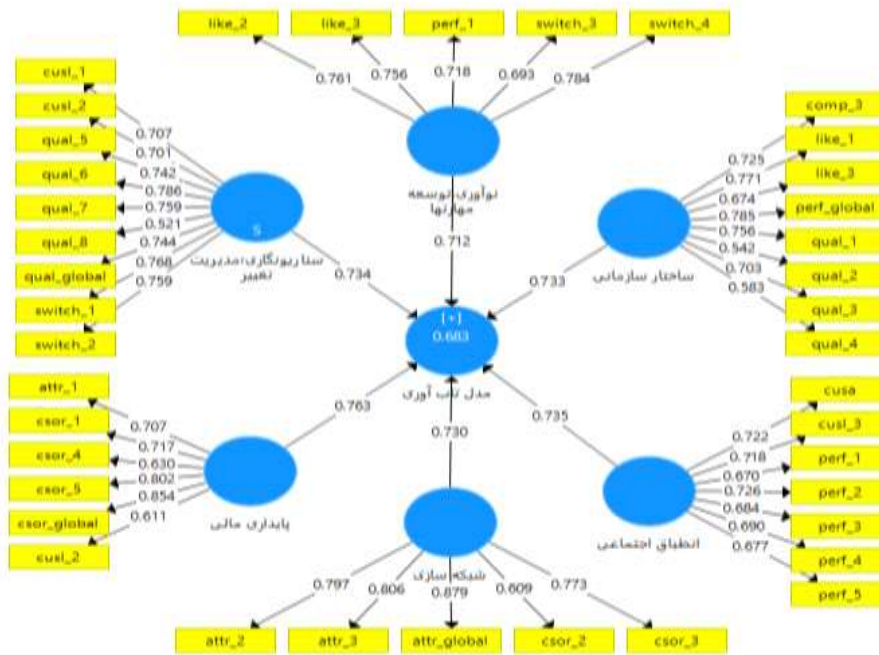 like_2
like_3
perf_1
switch_3
switch_4
0.761
0.756
0.718
0.693
0.784
نوآوری،توسعه
مهارتها
0.712
cusl_1
cusl_2
qual_5
qual_6
qual_7
qual_8
qual_global
switch_1
switch_2
0.707
0.701
0.742
0.786
0.759
0.521
0.744
0.768
0.759
S
سناریونگاری،مدیریت
تغییر
0.734
comp_3
like_1
like_3
perf_global
qual_1
qual_2
qual_3
qual_4
0.725
0.771
0.674
0.785
0.756
0.542
0.703
0.583
ساختار سازمانی
0.733
[+]
0.683
مدل تاب آوری
attr_1
csor_1
csor_4
csor_5
csor_global
cusl_2
0.707
0.717
0.630
0.802
0.854
0.611
پایداری مالی
0.763
0.730
0.735
cusa
cusl_3
perf_1
perf_2
perf_3
perf_4
perf_5
0.722
0.718
0.670
0.726
0.684
0.690
0.677
انطباق اجتماعی
شبکه سازی
0.797
0.806
0.879
0.609
0.773
attr_2
attr_3
attr_global
csor_2
csor_3